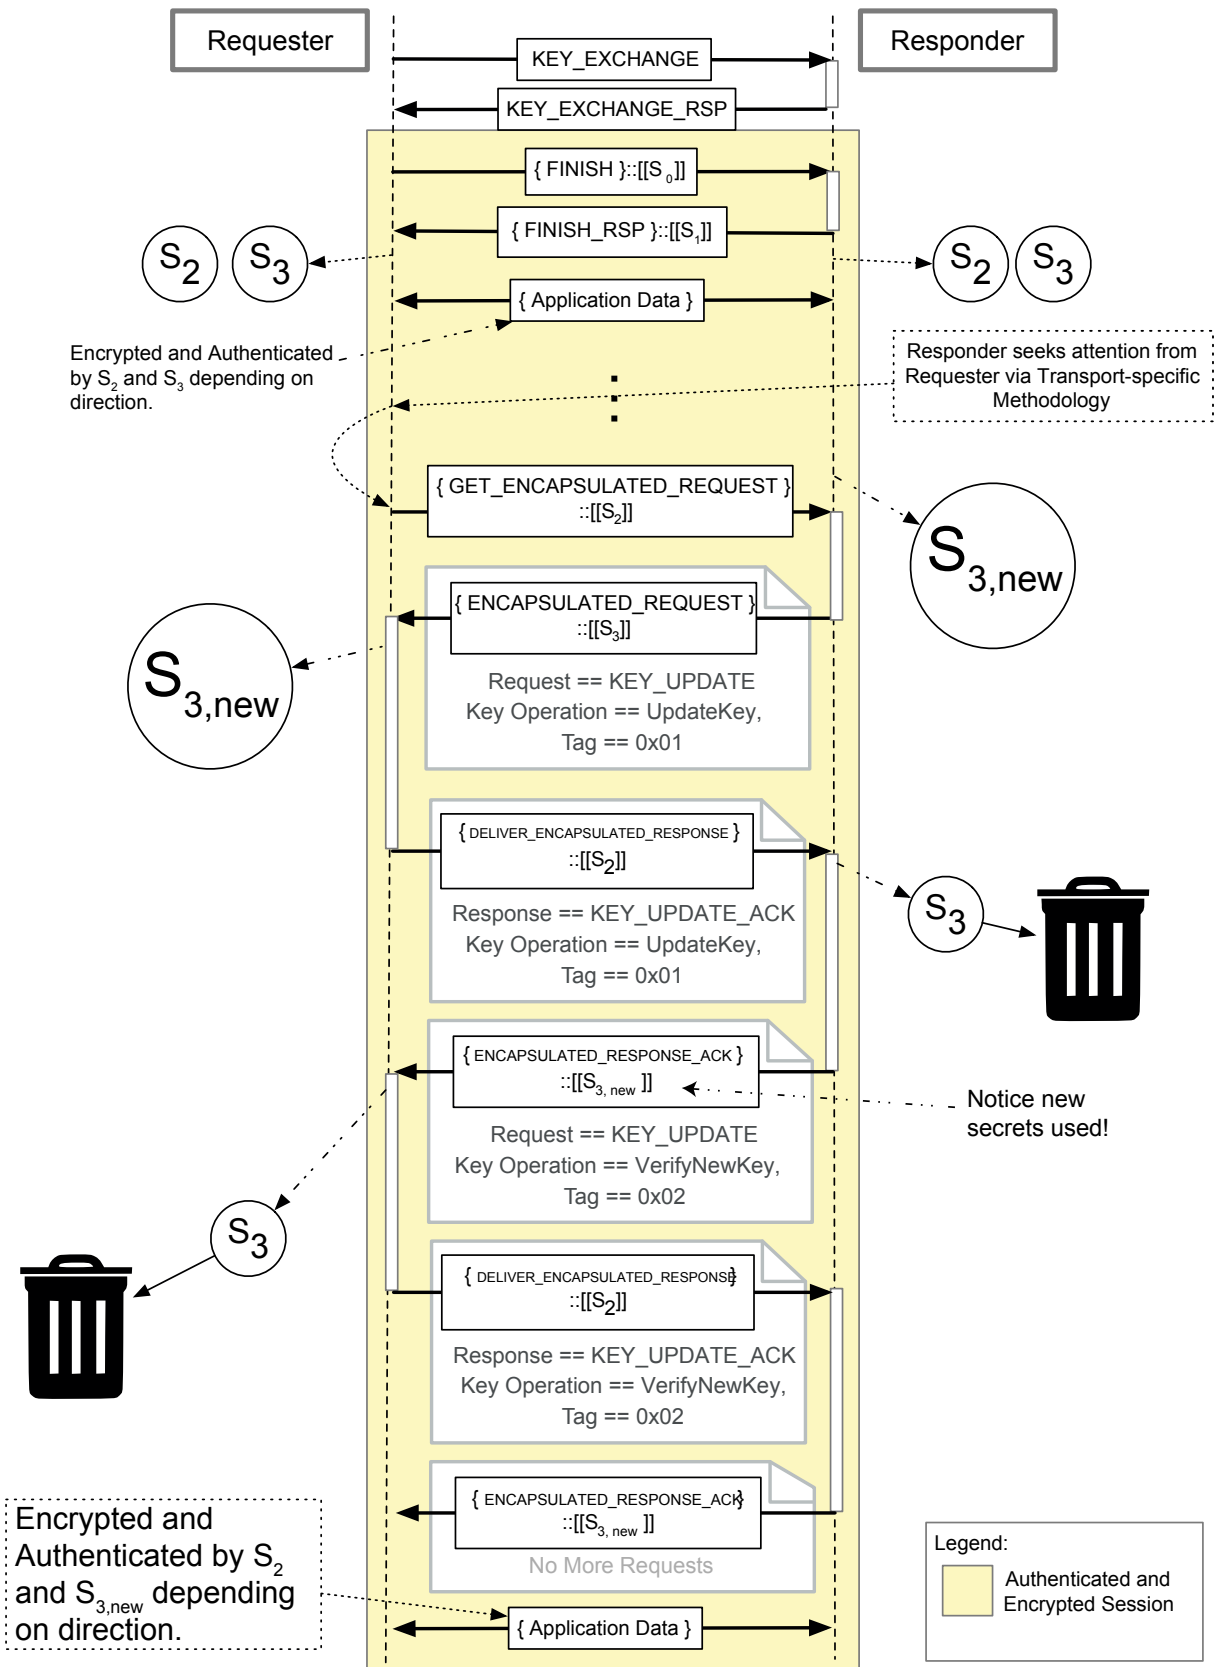 Requester
Responder
KEY_EXCHANGE
KEY_EXCHANGE_RSP
{ FINISH }::[[S0]]
{ FINISH_RSP }::[[S1]]
S2
S3
S2
S3
{ Application Data }
Encrypted and Authenticated
by S2 and S3 depending on
direction.
Responder seeks attention from
Requester via Transport-specific
Methodology
{ GET_ENCAPSULATED_REQUEST }
::[[S2]]
S3,new
{ ENCAPSULATED_REQUEST }
::[[S3]]
S3,new
Request == KEY_UPDATE
Key Operation == UpdateKey,
Tag == 0x01
{ DELIVER_ENCAPSULATED_RESPONSE }
::[[S2]]
S3
Response == KEY_UPDATE_ACK
Key Operation == UpdateKey,
Tag == 0x01
{ ENCAPSULATED_RESPONSE_ACK }
::[[S3, new ]]
Notice new
secrets used!
Request == KEY_UPDATE
Key Operation == VerifyNewKey,
Tag == 0x02
S3
{ DELIVER_ENCAPSULATED_RESPONSE }
::[[S2]]
Response == KEY_UPDATE_ACK
Key Operation == VerifyNewKey,
Tag == 0x02
{ ENCAPSULATED_RESPONSE_ACK }
::[[S3, new ]]
No More Requests
Encrypted and
Authenticated by S2
and S3,new depending
on direction.
{ Application Data }
Legend:
Authenticated and
Encrypted Session